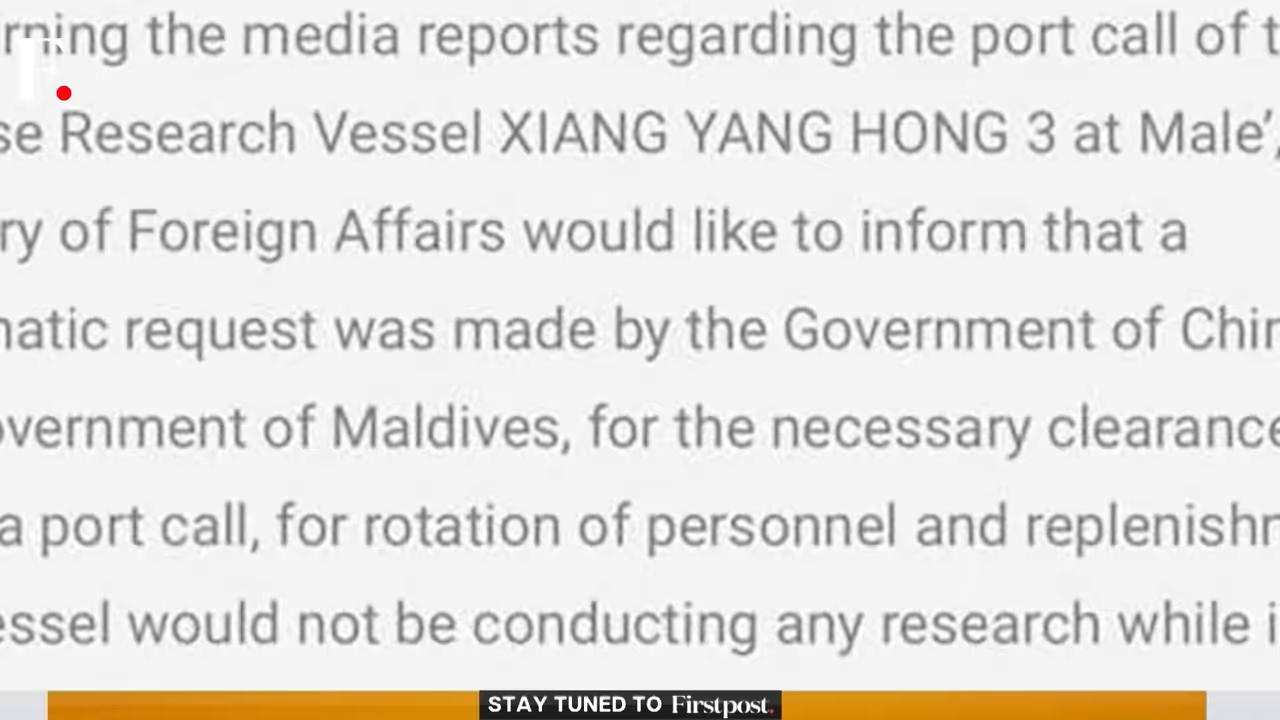 rning the media reports regarding the port call of t
se Research Vessel XIANG YANG HONG 3 at Male',
ry of Foreign Affairs would like to inform that a
natic request was made by the Government of Chin
overnment of Maldives, for the necessary clearance
a port call, for rotation of personnel and replenishm
essel would not be conducting any research while i
STAY TUNED TO Firstpost.